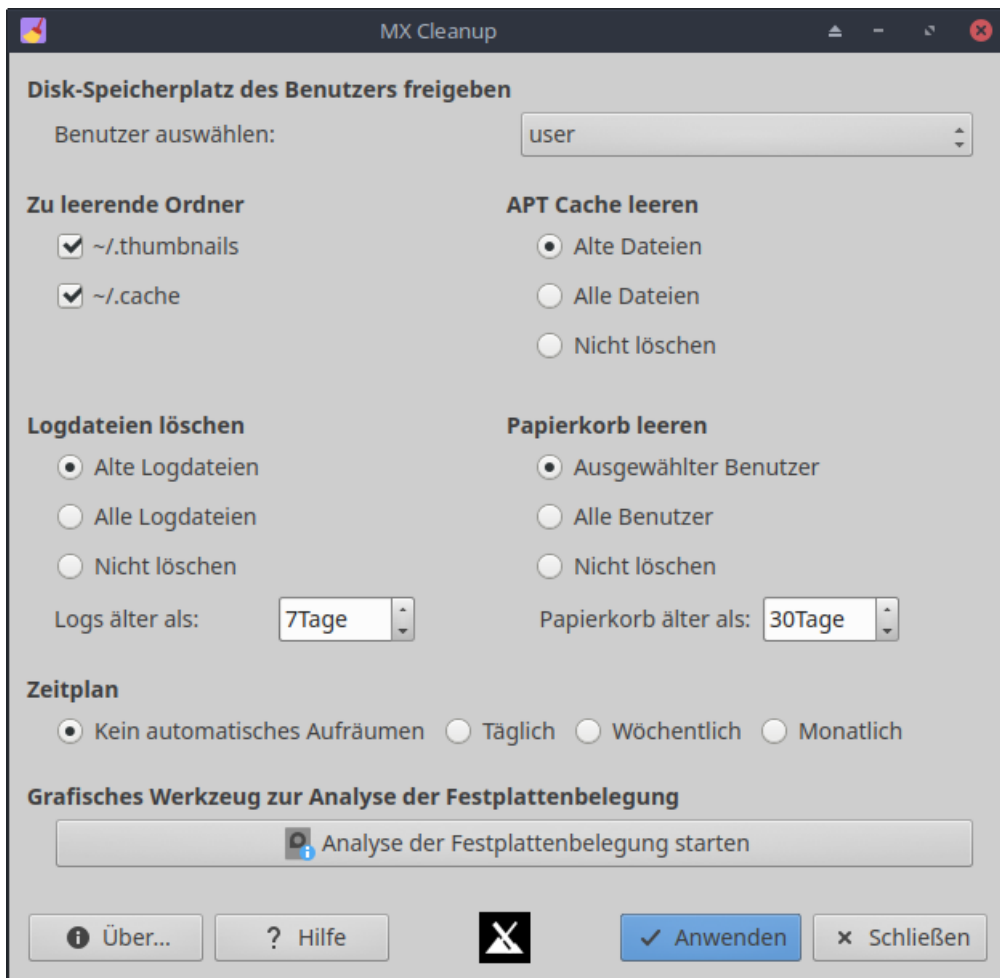 MX Cleanup
Disk-Speicherplatz des Benutzers freigeben
Benutzer auswählen: user
Zu leerende Ordner
~/.thumbnails
~/.cache
APT Cache leeren
Alte Dateien
Alle Dateien
Nicht löschen
Logdateien löschen
Alte Logdateien
Alle Logdateien
Nicht löschen
Logs älter als: 7Tage
Papierkorb leeren
Ausgewählter Benutzer
Alle Benutzer
Nicht löschen
Papierkorb älter als: 30Tage
Zeitplan
Kein automatisches Aufräumen Täglich Wöchentlich Monatlich
Grafisches Werkzeug zur Analyse der Festplattenbelegung
Analyse der Festplattenbelegung starten
Über... ? Hilfe Anwenden Schließen